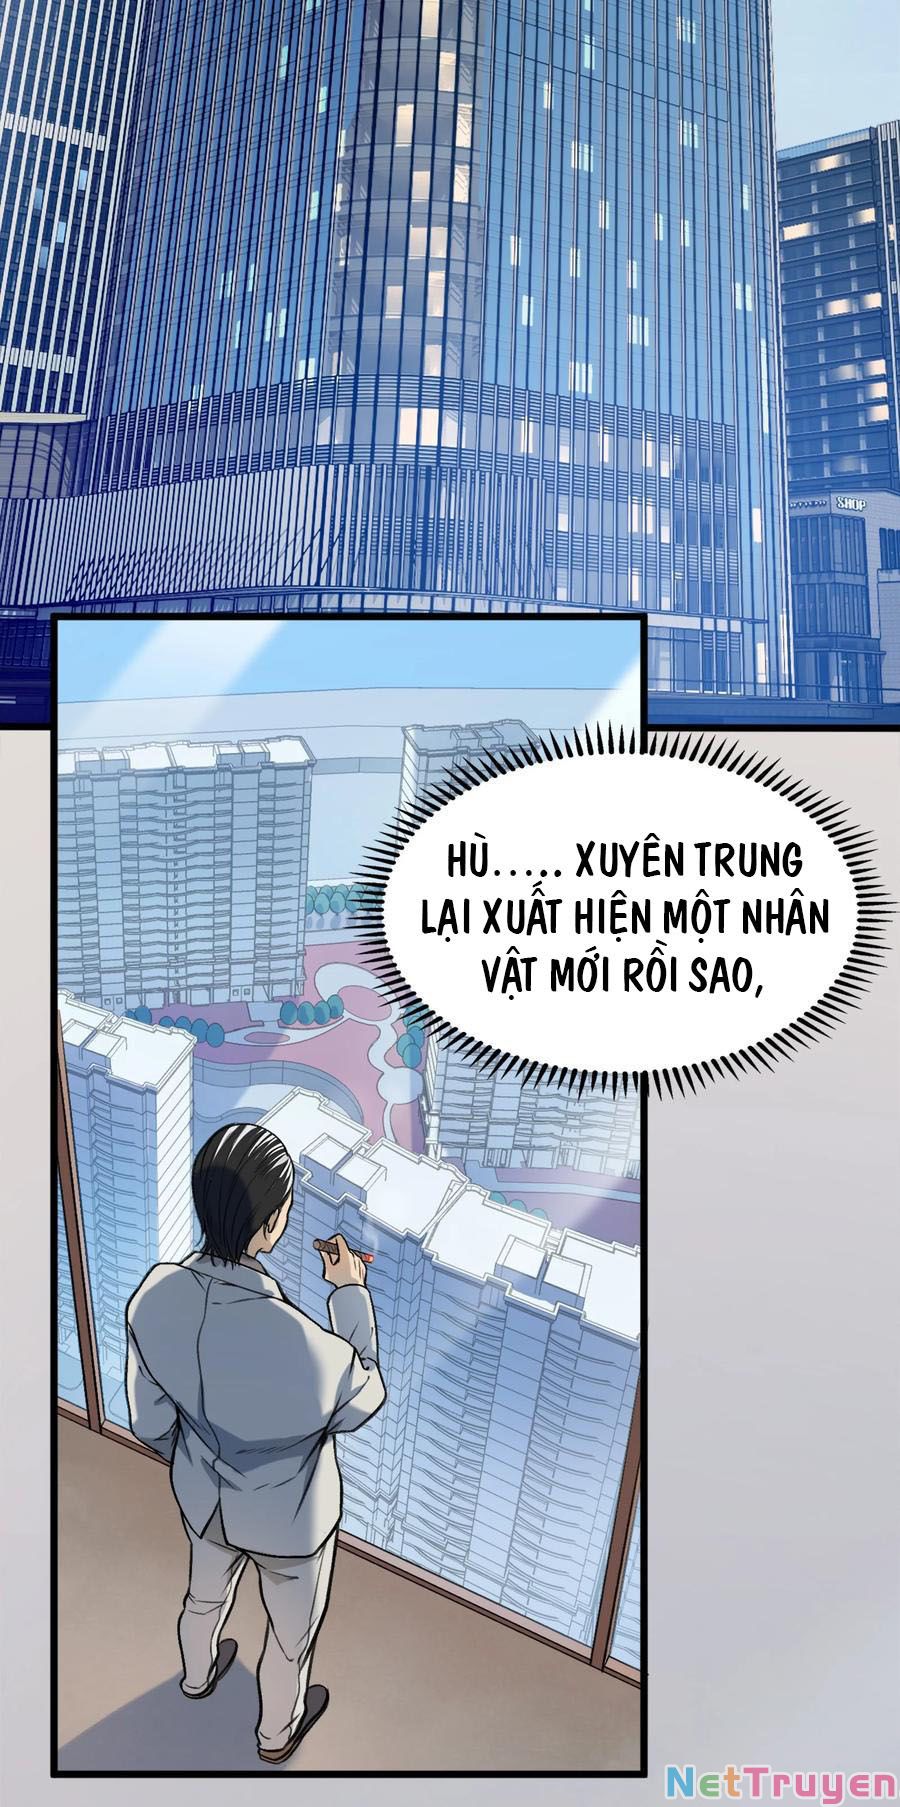 SHOP
HÙ..... XUYÊN TRUNG
LẠI XUẤT HIỆN MỘT NHÂN
VẬT MỚI RỒI SAO,
NetTruyen